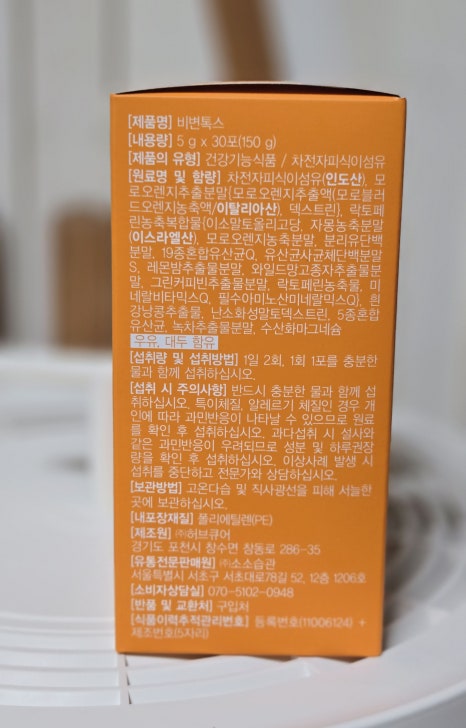 [제품명] 비변톡스
[내용량] 5 g x 30포(150 g)
[제품의 유형] 건강기능식품 / 차전자피식이섬유
[원료명 및 함량] 차전자피식이섬유(인도산), 모
로오렌지추출분말{모로오렌지추출액(모로블러
드오렌지농축액/이탈리아산), 덱스트린}, 락토페
린농축복합물(이소말토올리고당, 자몽농축분말
(이스라엘산), 모로오렌지농축분말, 분리유단백
분말, 19종혼합유산균Q, 유산균사균체단백분말
S, 레몬밤추출물분말, 와일드망고종자추출물분
말, 그린커피빈추출물분말, 락토페린농축물, 미
네랄비타믹스Q, 필수아미노산미네랄믹스Q}, 흰
강낭콩추출물, 난소화성말토덱스트린, 5종혼합
유산균, 녹차추출물분말, 수산화마그네슘
우유, 대두 함유
[섭취량 및 섭취방법] 1일 2회, 1회 1포를 충분한
물과 함께 섭취하십시오.
[섭취 시 주의사항] 반드시 충분한 물과 함께 섭
취하십시오. 특이체질, 알레르기 체질인 경우 개
인에 따라 과민반응이 나타날 수 있으므로 원료
를 확인 후 섭취하십시오. 과다섭취 시 설사와
같은 과민반응이 우려되므로 성분 및 하루권장
량을 확인 후 섭취하십시오. 이상사례 발생 시
섭취를 중단하고 전문가와 상담하십시오.
[보관방법] 고온다습 및 직사광선을 피해 서늘한
곳에 보관하십시오.
[내포장재질] 폴리에틸렌(PE)
[제조원] ㈜허브큐어
경기도 포천시 창수면 창동로 286-35
[유통전문판매원] ㈜소소습관
서울특별시 서초구 서초대로78길 52, 12층 1206호
[소비자상담실] 070-5102-0948
[반품 및 교환처] 구입처
[식품이력추적관리번호] 등록번호(11006124) +
제조번호(5자리)